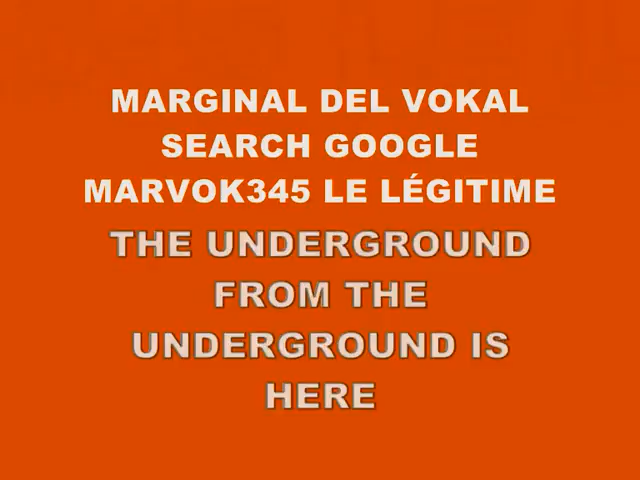 MARGINAL DEL VOKAL
SEARCH GOOGLE
MARVOK345 LE LÉGITIME
THE UNDERGROUND
FROM THE
UNDERGROUND IS
HERE